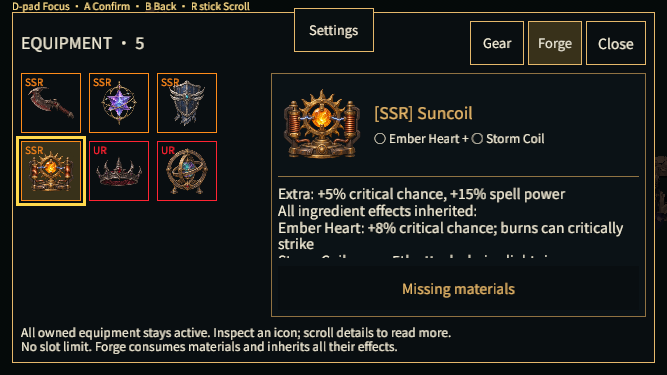 D-pad Focus • A Confirm • B Back • R stick Scroll
Settings
EQUIPMENT • 5
Gear
Forge
Close
SSR
SSR
SSR
SSR
UR
UR
[SSR] Suncoil
○ Ember Heart + ○ Storm Coil
Extra: +5% critical chance, +15% spell power
All ingredient effects inherited:
Ember Heart: +8% critical chance; burns can critically
strike
Missing materials
All owned equipment stays active. Inspect an icon; scroll details to read more.
No slot limit. Forge consumes materials and inherits all their effects.